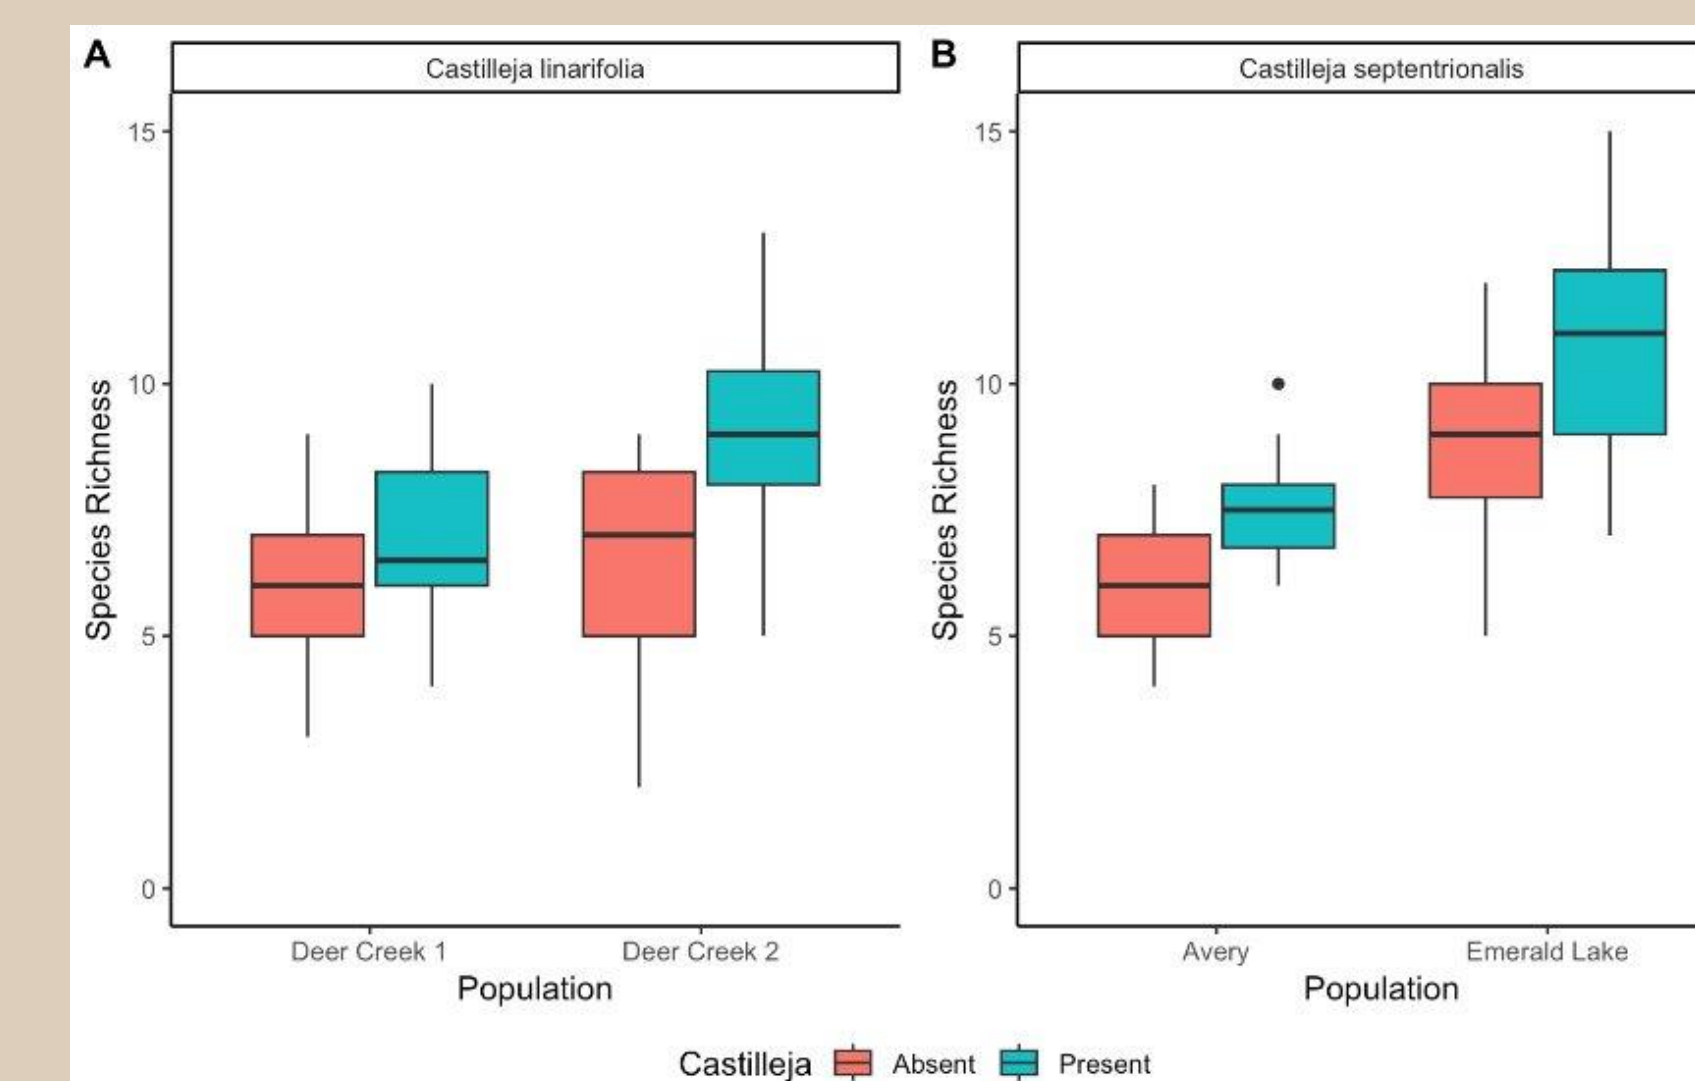 A
Castilleja linarifolia
15
10
5
0
Species Richness
Deer Creek 1
Deer Creek 2
Population
B
Castilleja septentrionalis
15
10
5
0
Species Richness
Avery
Emerald Lake
Population
Castilleja Absent Present